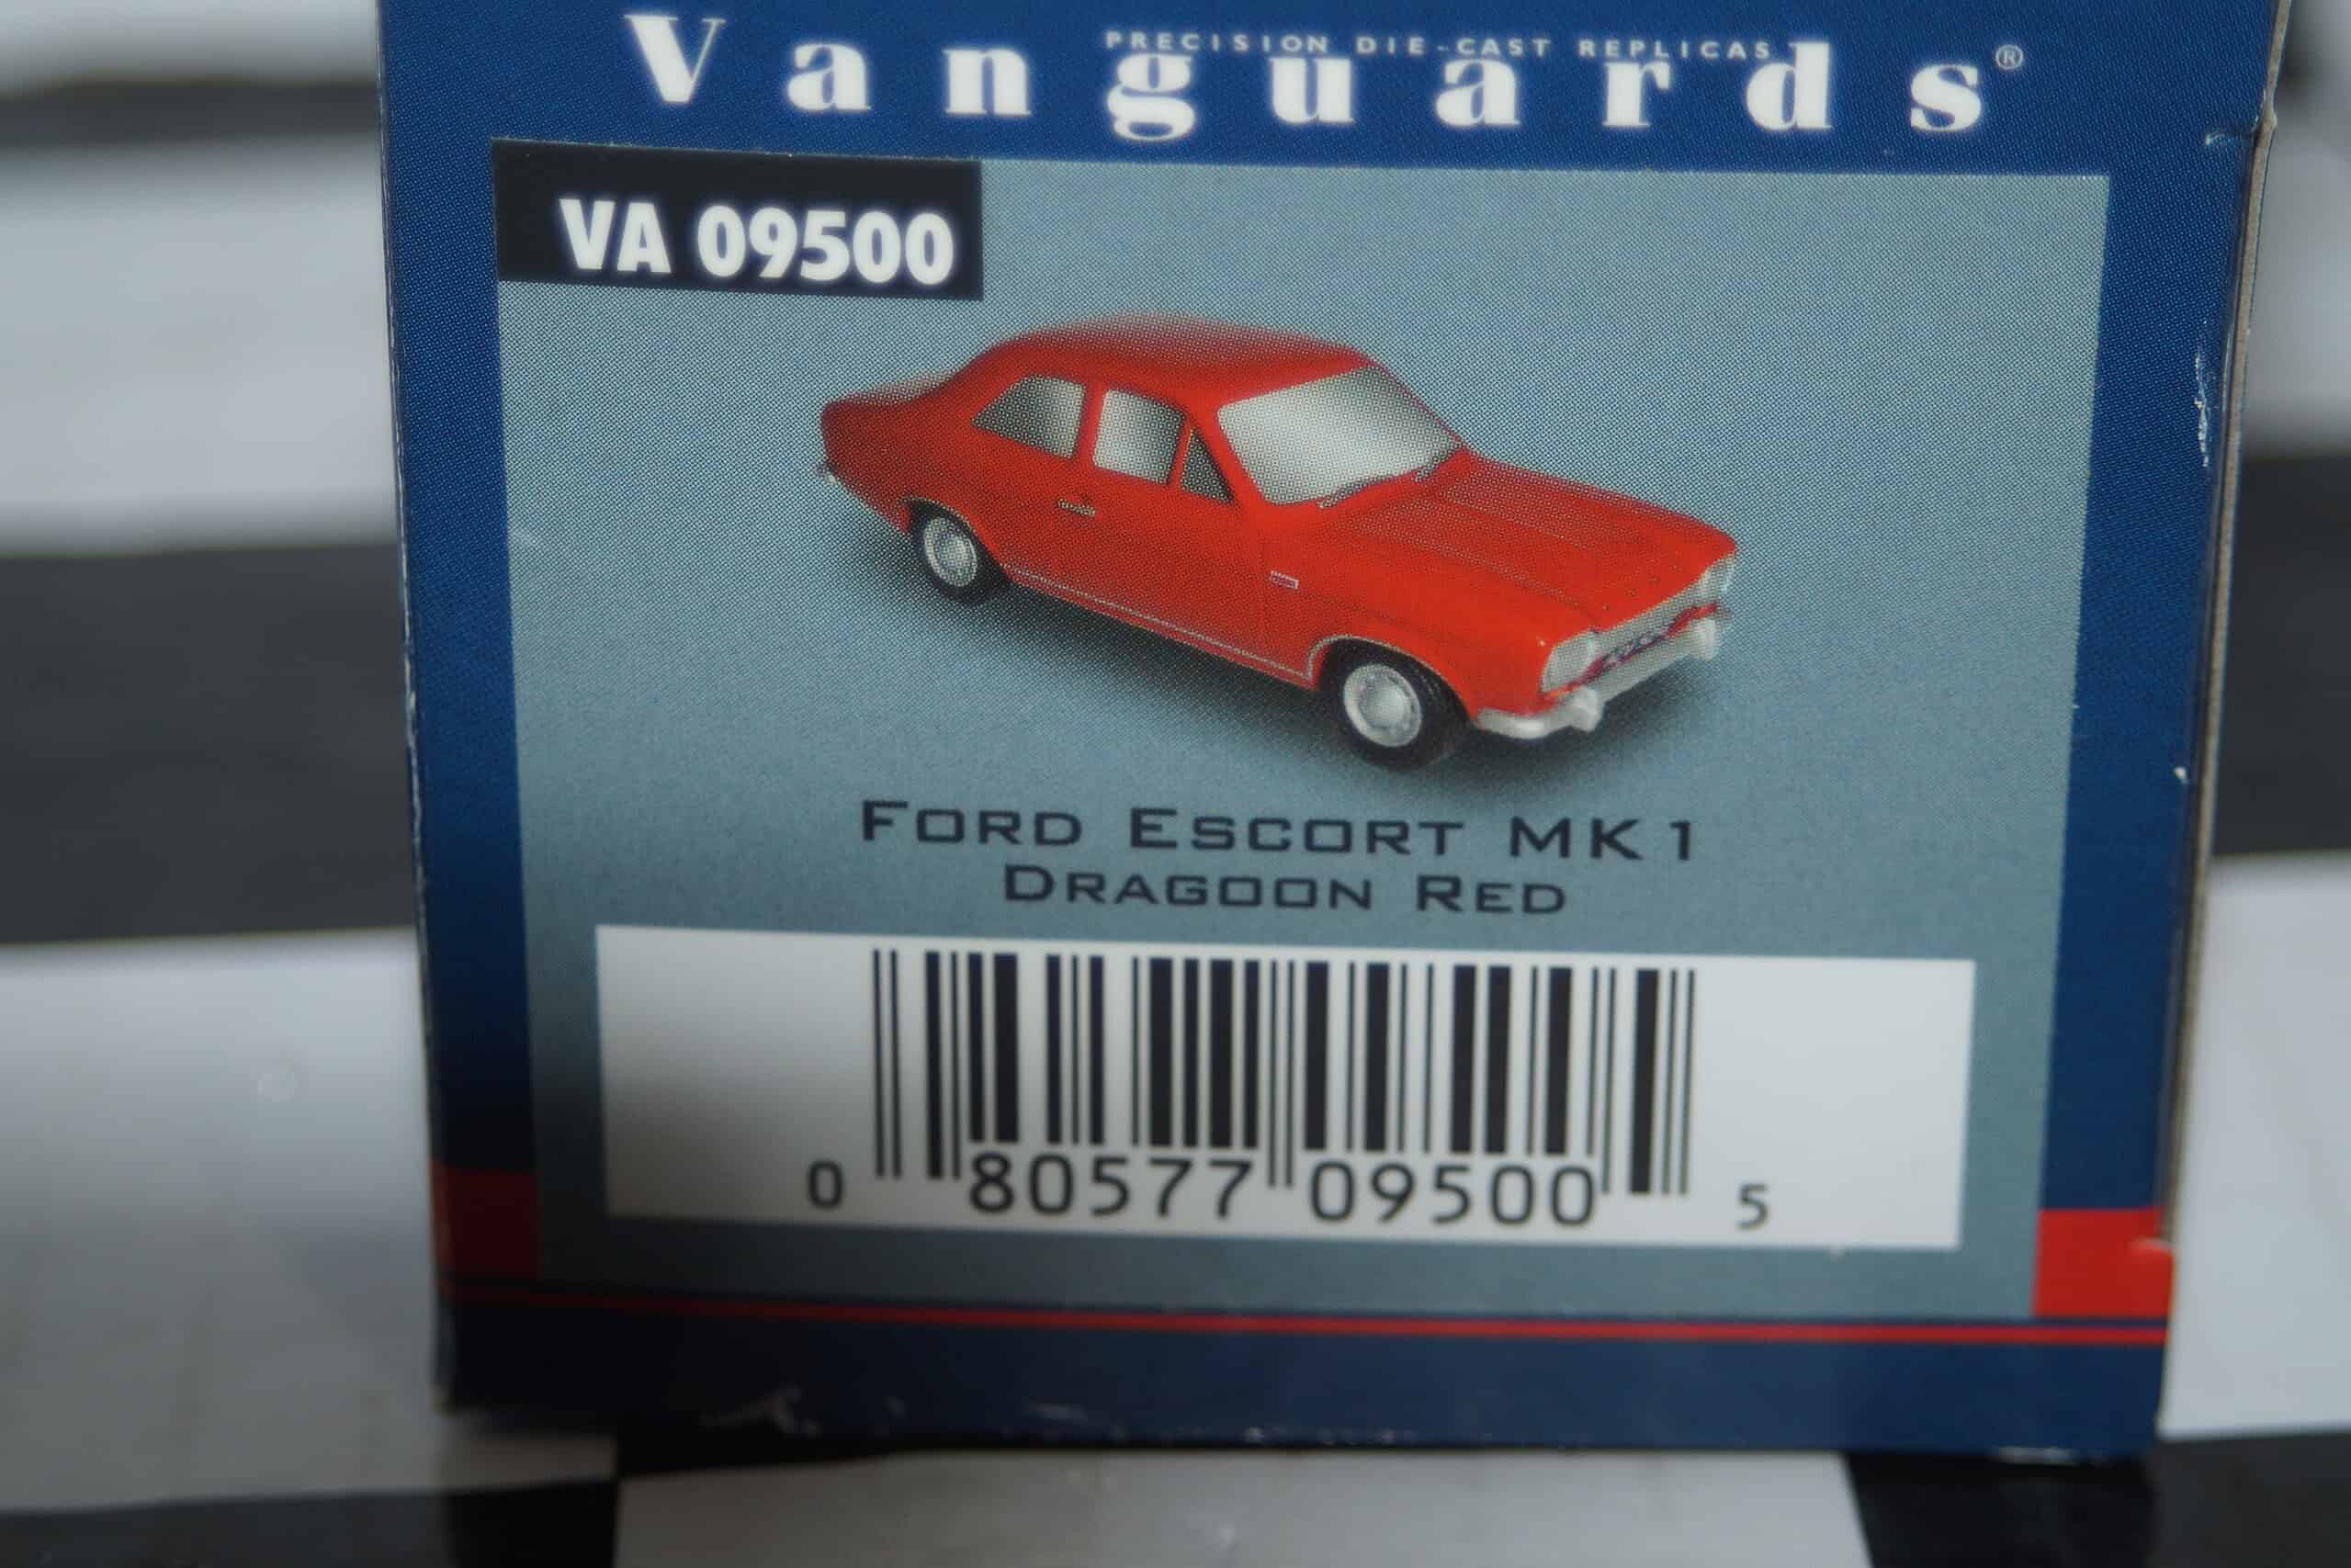 PRECISION DIE-CAST REPLICAS
Vanguards®
VA 09500
FORD ESCORT MK1
DRAGOON RED
0 80577 09500 5